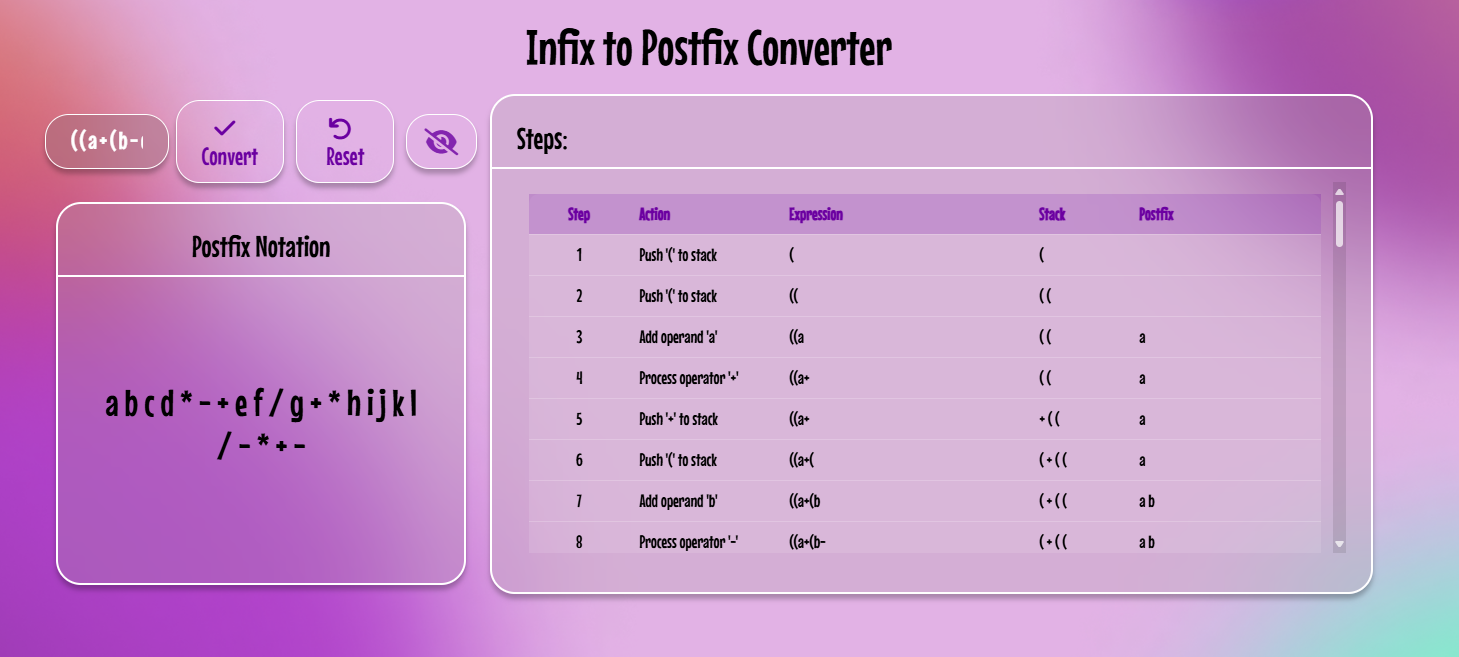 Infix to Postfix Converter
((a+(b-
Convert
Reset
Postfix Notation
a b c d * - + e f / g + * h i j k l
/ - * + -
Steps:
Step Action Expression Stack Postfix
1 Push '(' to stack ( (
2 Push '(' to stack (( ( (
3 Add operand 'a' ((a ( ( a
4 Process operator '+' ((a+ ( ( a
5 Push '+' to stack ((a+ + ( ( a
6 Push '(' to stack ((a+( ( + ( ( a
7 Add operand 'b' ((a+(b ( + ( ( a b
8 Process operator '-' ((a+(b- ( + ( ( a b